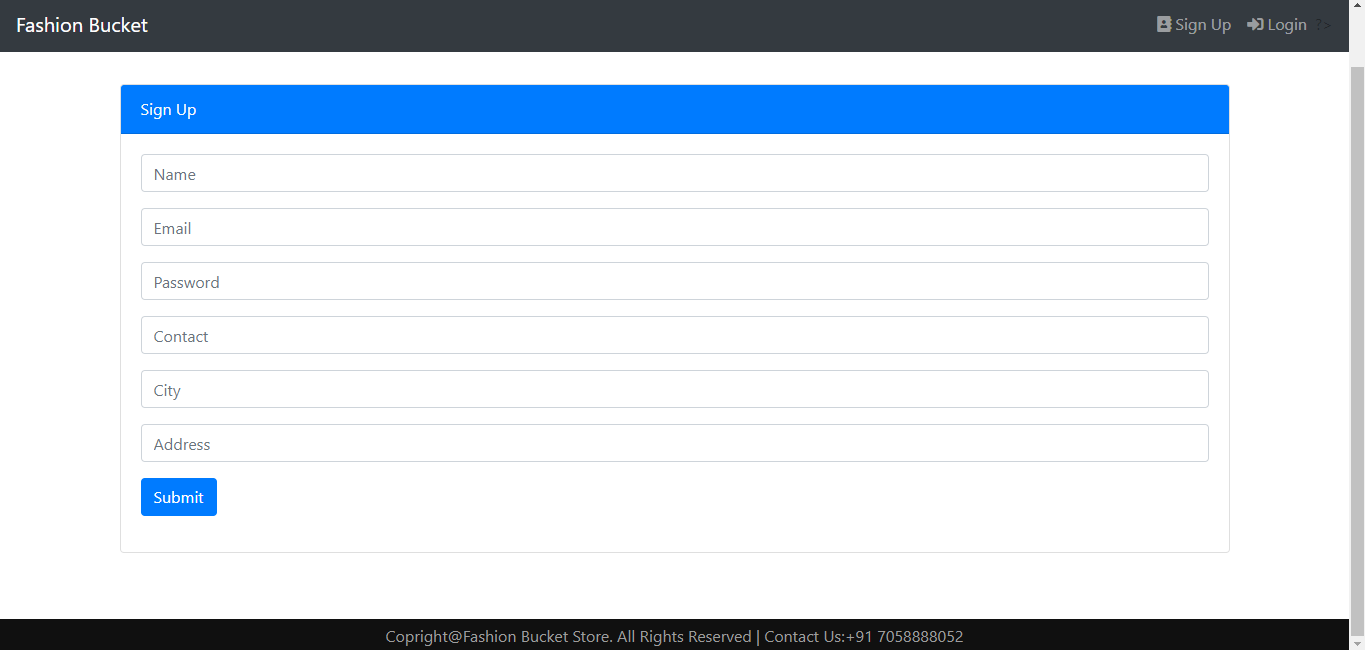 Fashion Bucket Sign Up Login ?>
Sign Up
Name
Email
Password
Contact
City
Address
Submit
Copright@Fashion Bucket Store. All Rights Reserved | Contact Us:+91 7058888052